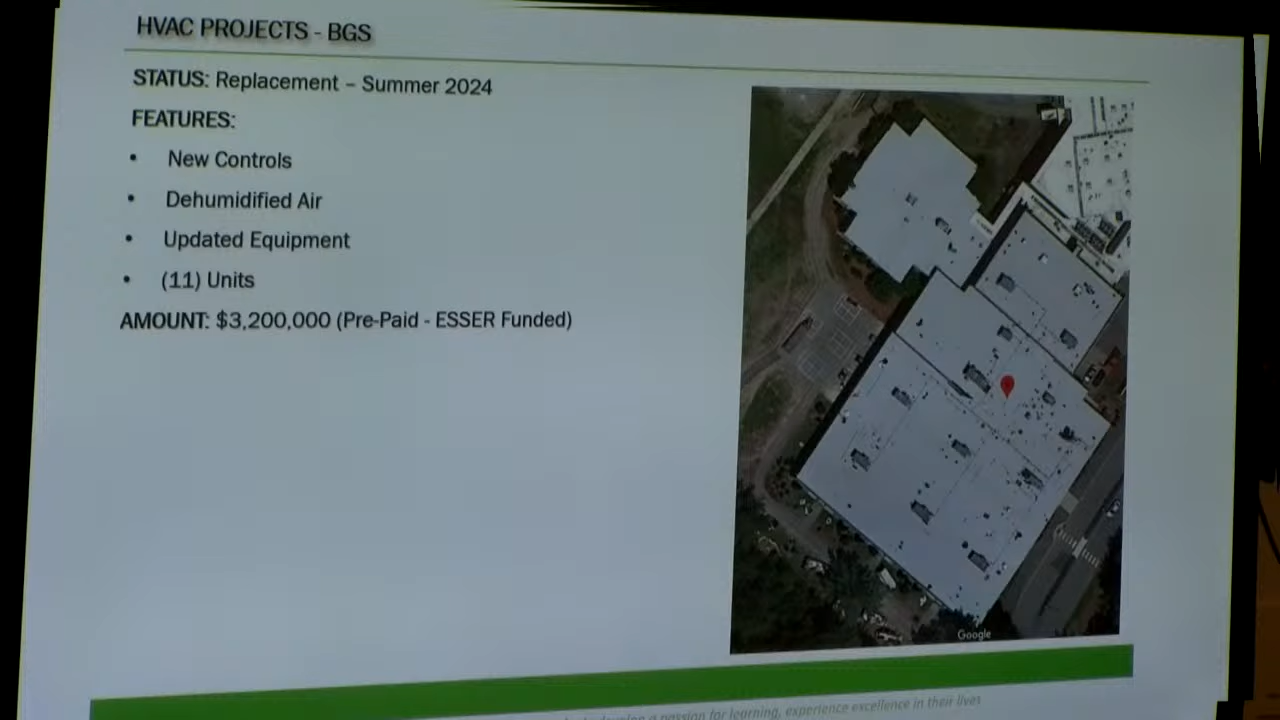 HVAC PROJECTS - BGS
STATUS: Replacement – Summer 2024
FEATURES:
• New Controls
• Dehumidified Air
• Updated Equipment
• (11) Units
AMOUNT: $3,200,000 (Pre-Paid - ESSER Funded)
Google
a passion for learning, experience excellence in their lives